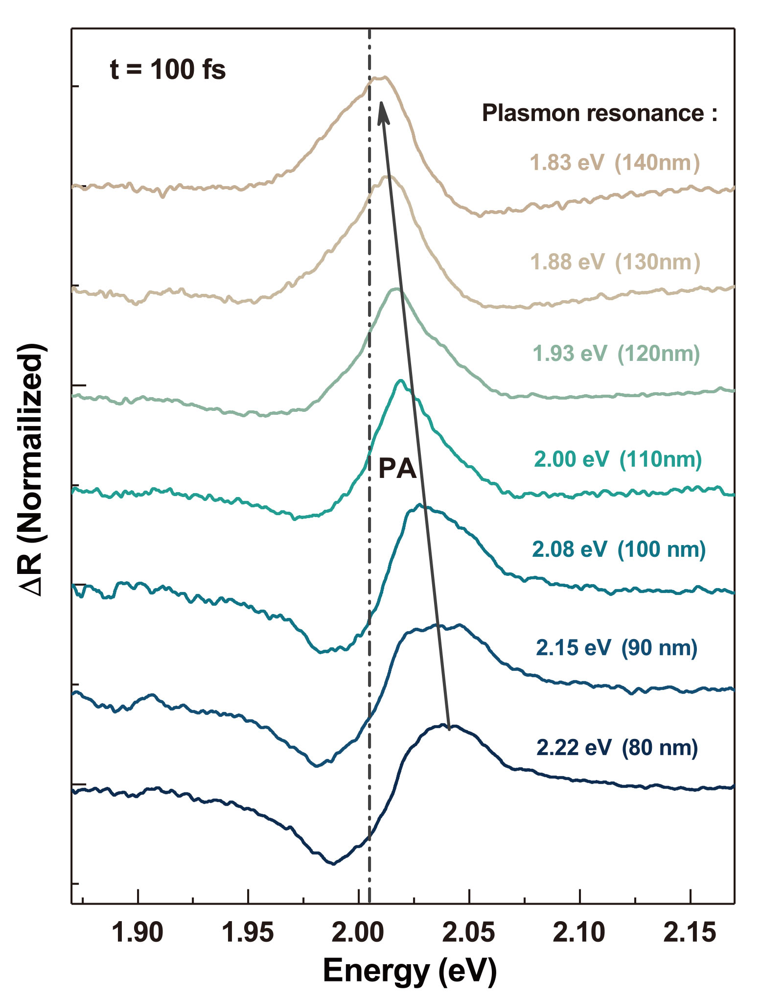 t = 100 fs
Plasmon resonance :
1.83 eV (140nm)
1.88 eV (130nm)
1.93 eV (120nm)
2.00 eV (110nm)
PA
2.08 eV (100 nm)
2.15 eV (90 nm)
2.22 eV (80 nm)
ΔR (Normailized)
1.90 1.95 2.00 2.05 2.10 2.15
Energy (eV)